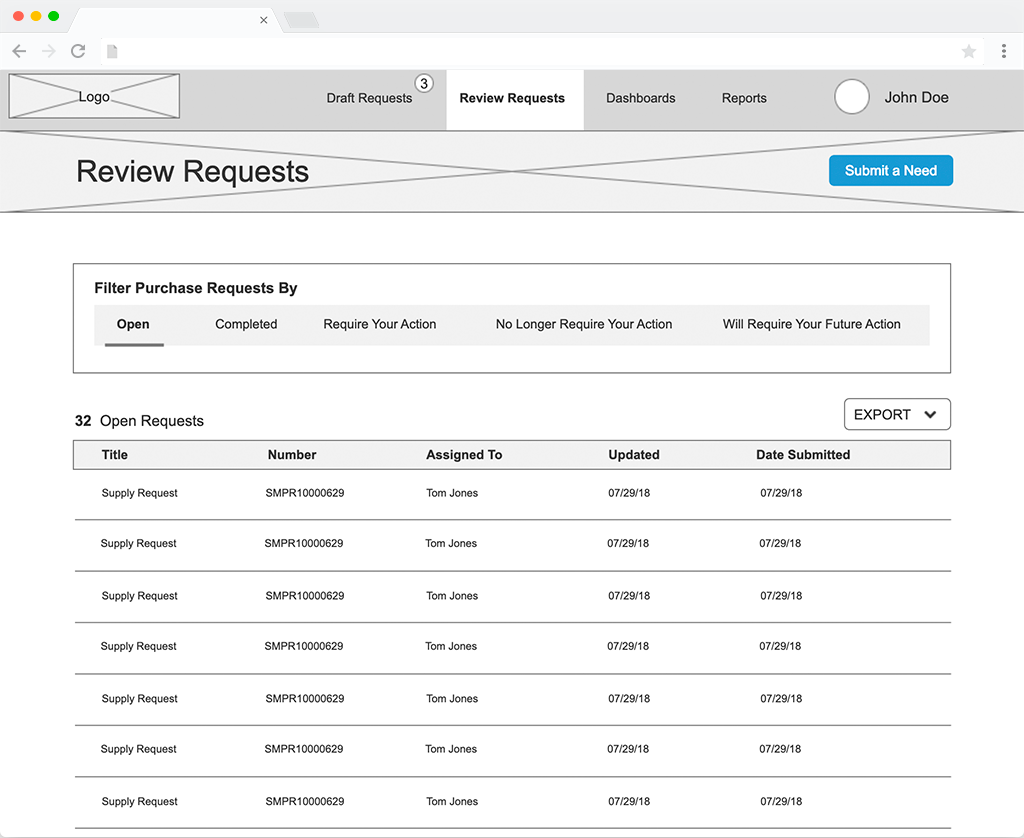 Logo
Draft Requests 3 Review Requests Dashboards Reports John Doe
Review Requests Submit a Need
Filter Purchase Requests By
Open Completed Require Your Action No Longer Require Your Action Will Require Your Future Action
32 Open Requests EXPORT
Title Number Assigned To Updated Date Submitted
Supply Request SMPR10000629 Tom Jones 07/29/18 07/29/18
Supply Request SMPR10000629 Tom Jones 07/29/18 07/29/18
Supply Request SMPR10000629 Tom Jones 07/29/18 07/29/18
Supply Request SMPR10000629 Tom Jones 07/29/18 07/29/18
Supply Request SMPR10000629 Tom Jones 07/29/18 07/29/18
Supply Request SMPR10000629 Tom Jones 07/29/18 07/29/18
Supply Request SMPR10000629 Tom Jones 07/29/18 07/29/18